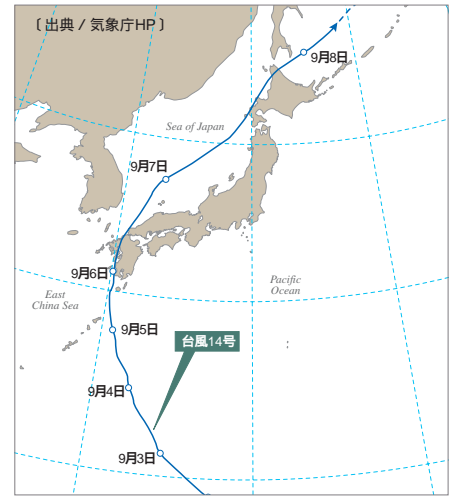 〔出典 / 気象庁HP〕
9月8日
Sea of Japan
9月7日
9月6日
Pacific
Ocean
East
China Sea
9月5日
台風14号
9月4日
9月3日